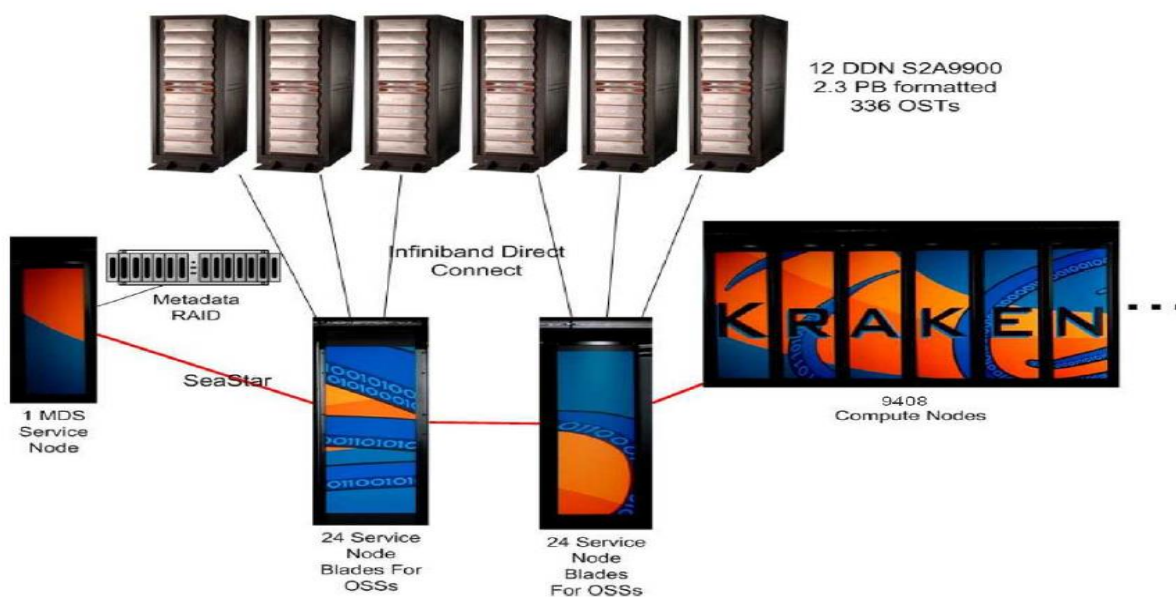 12 DDN S2A9900
2.3 PB formatted
336 OSTs
Infiniband Direct
Connect
Metadata
RAID
SeaStar
1 MDS
Service
Node
KRAKEN
...
9408
Compute Nodes
24 Service
Node
Blades For
OSSs
24 Service
Node
Blades
For OSSs